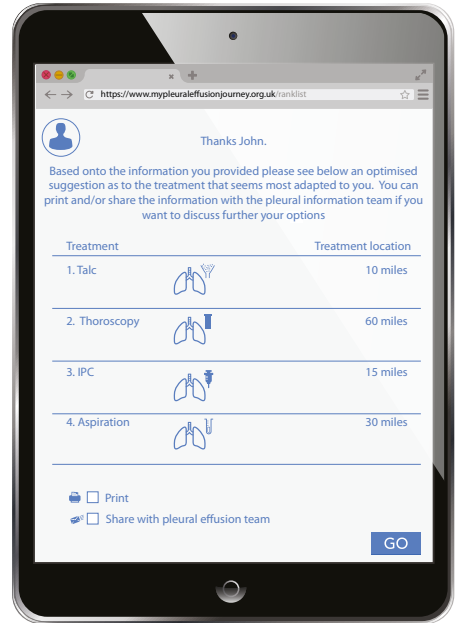 https://www.mypleuraleffusionjourney.org.uk/ranklist
Thanks John.
Based onto the information you provided please see below an optimised
suggestion as to the treatment that seems most adapted to you. You can
print and/or share the information with the pleural information team if you
want to discuss further your options
Treatment Treatment location
1. Talc 10 miles
2. Thoroscopy 60 miles
3. IPC 15 miles
4. Aspiration 30 miles
Print
Share with pleural effusion team
GO